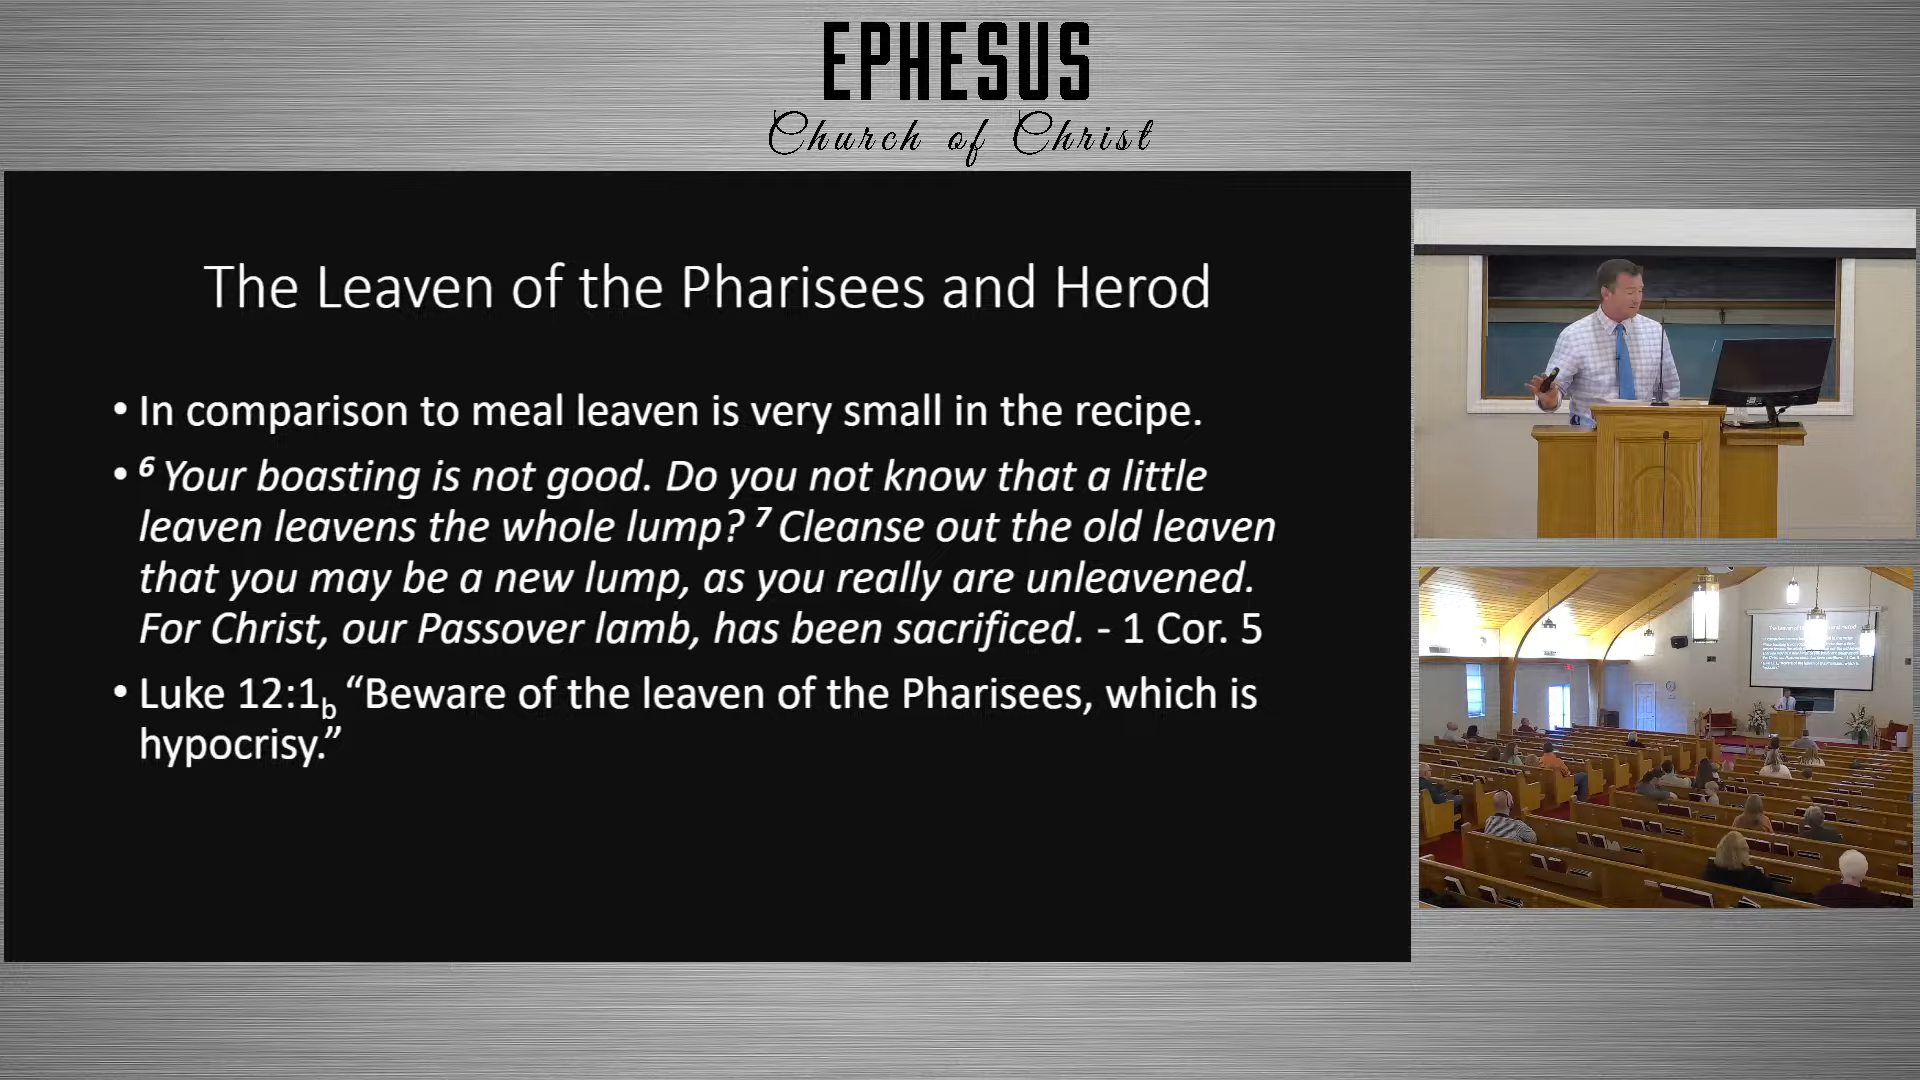 EPHESUS
Church of Christ
The Leaven of the Pharisees and Herod
• In comparison to meal leaven is very small in the recipe.
• 6 Your boasting is not good. Do you not know that a little
leaven leavens the whole lump? 7 Cleanse out the old leaven
that you may be a new lump, as you really are unleavened.
For Christ, our Passover lamb, has been sacrificed. - 1 Cor. 5
• Luke 12:1b “Beware of the leaven of the Pharisees, which is
hypocrisy.”